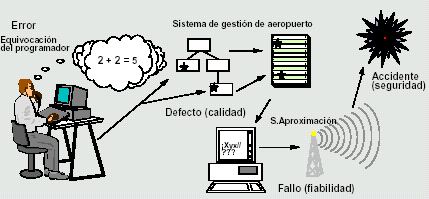 Error
Equivocación
del programador
2 + 2 = 5
Sistema de gestión de aeropuerto
Defecto (calidad)
¡Xyx//
???
S.Aproximación
Fallo (fiabilidad)
Accidente
(seguridad)